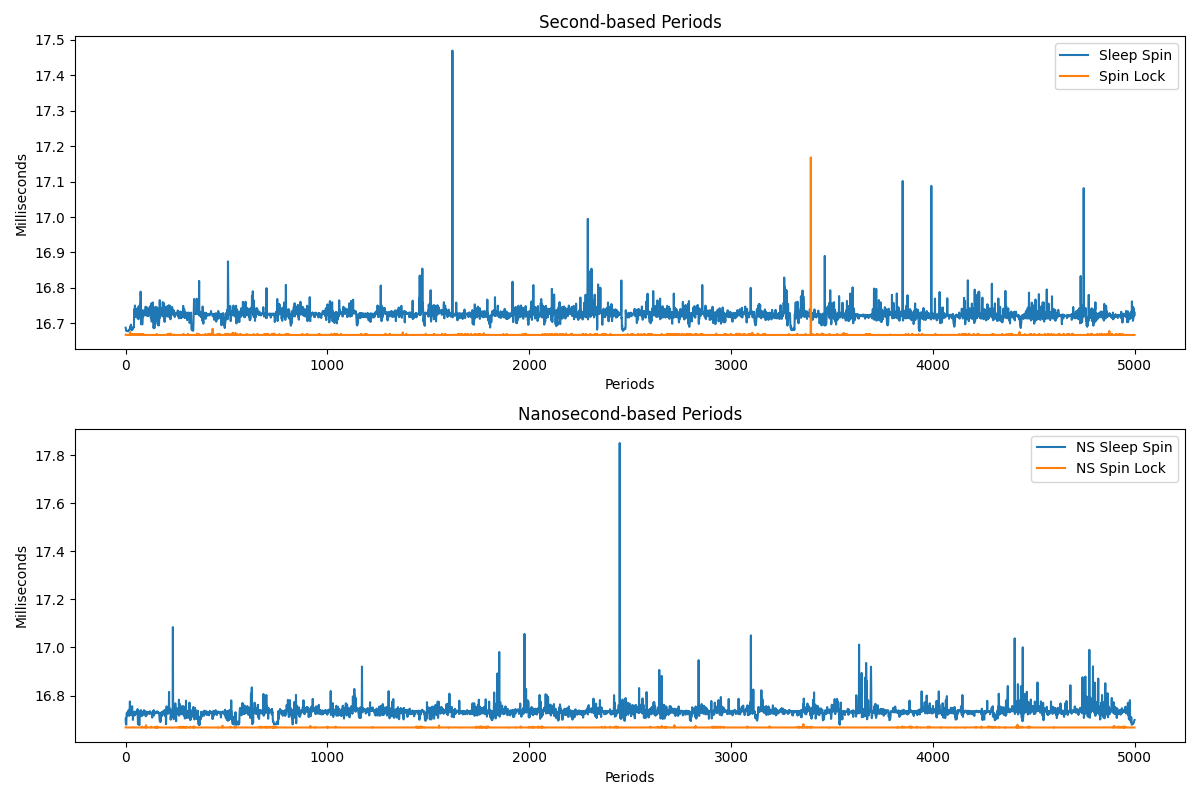 Second-based Periods
17.5
17.4
17.3
17.2
17.1
17.0
16.9
16.8
16.7
Milliseconds
Sleep Spin
Spin Lock
0 1000 2000 3000 4000 5000
Periods
Nanosecond-based Periods
17.8
17.6
17.4
17.2
17.0
16.8
Milliseconds
NS Sleep Spin
NS Spin Lock
0 1000 2000 3000 4000 5000
Periods